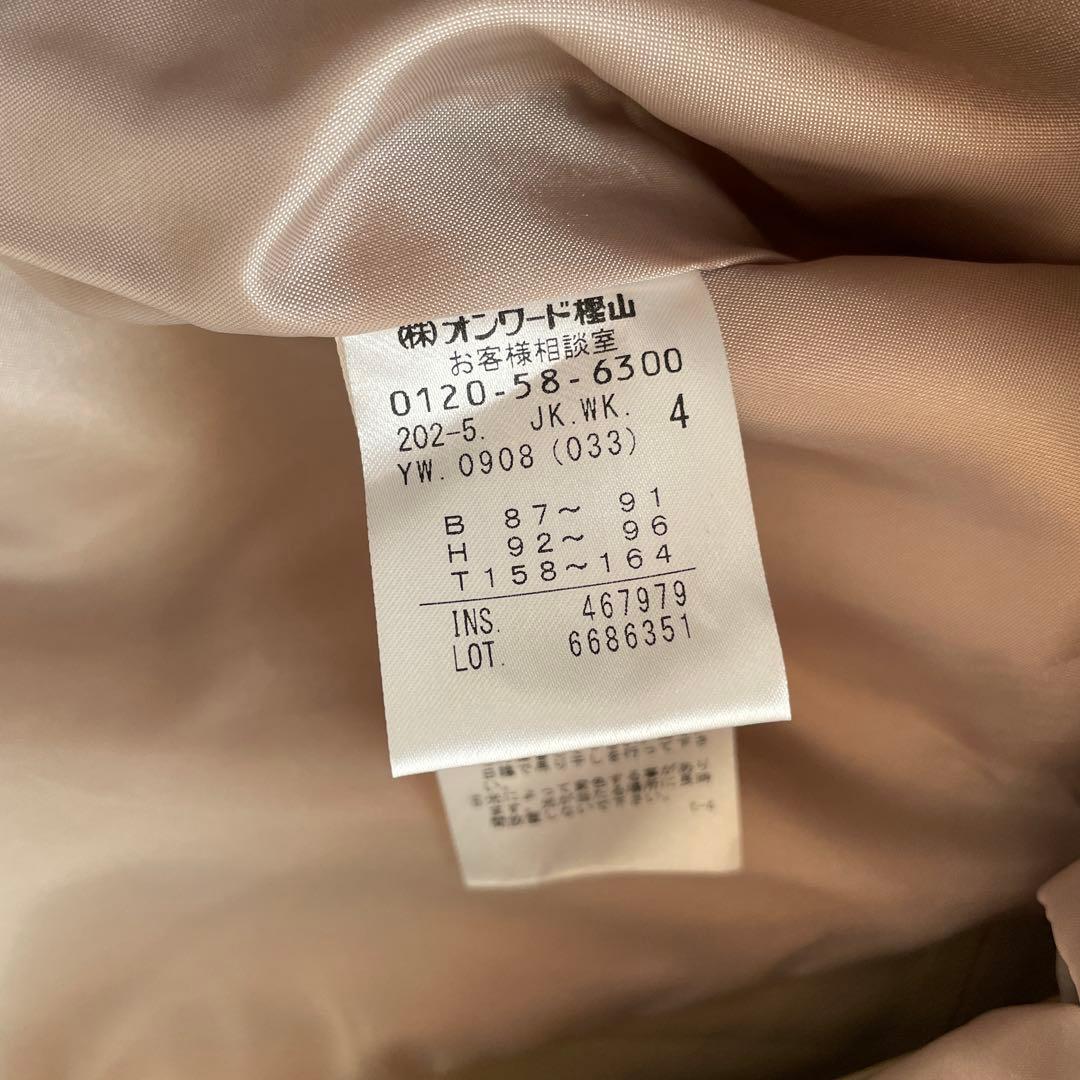 (株)オンワード樫山
お客様相談室
0120-58-6300
202-5. JK.WK. 4
YW.0908(033)
B 87～ 91
H 92～ 96
T158～164
INS. 467979
LOT. 6686351